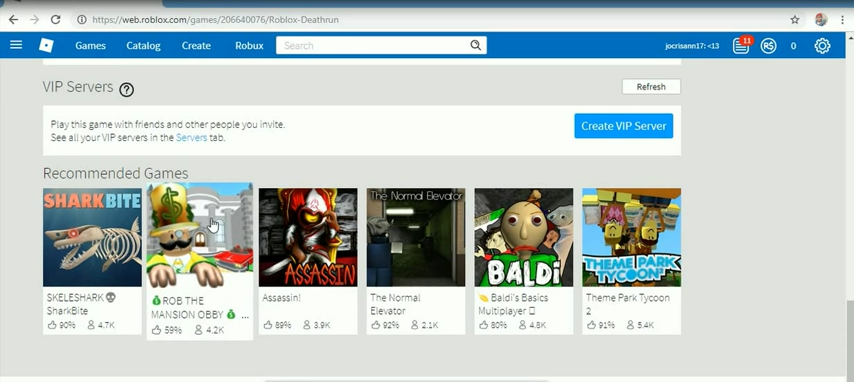 https://web.roblox.com/games/206640076/Roblox-Deathrun
Games Catalog Create Robux Search jocrisann17: <13 11 R$ 0
VIP Servers ? Refresh
Play this game with friends and other people you invite.
See all your VIP servers in the Servers tab.
Create VIP Server
Recommended Games
SHARKBITE
$
ASSASSIN
The Normal Elevator
BALDi
THEME PARK
TYCOON
SKELESHARK💀
SharkBite
90% 4.7K
💰ROB THE
MANSION OBBY 💰 ...
59% 4.2K
Assassin!
89% 3.9K
The Normal
Elevator
92% 2.1K
Baldi's Basics
Multiplayer
80% 4.8K
Theme Park Tycoon
2
91% 5.4K